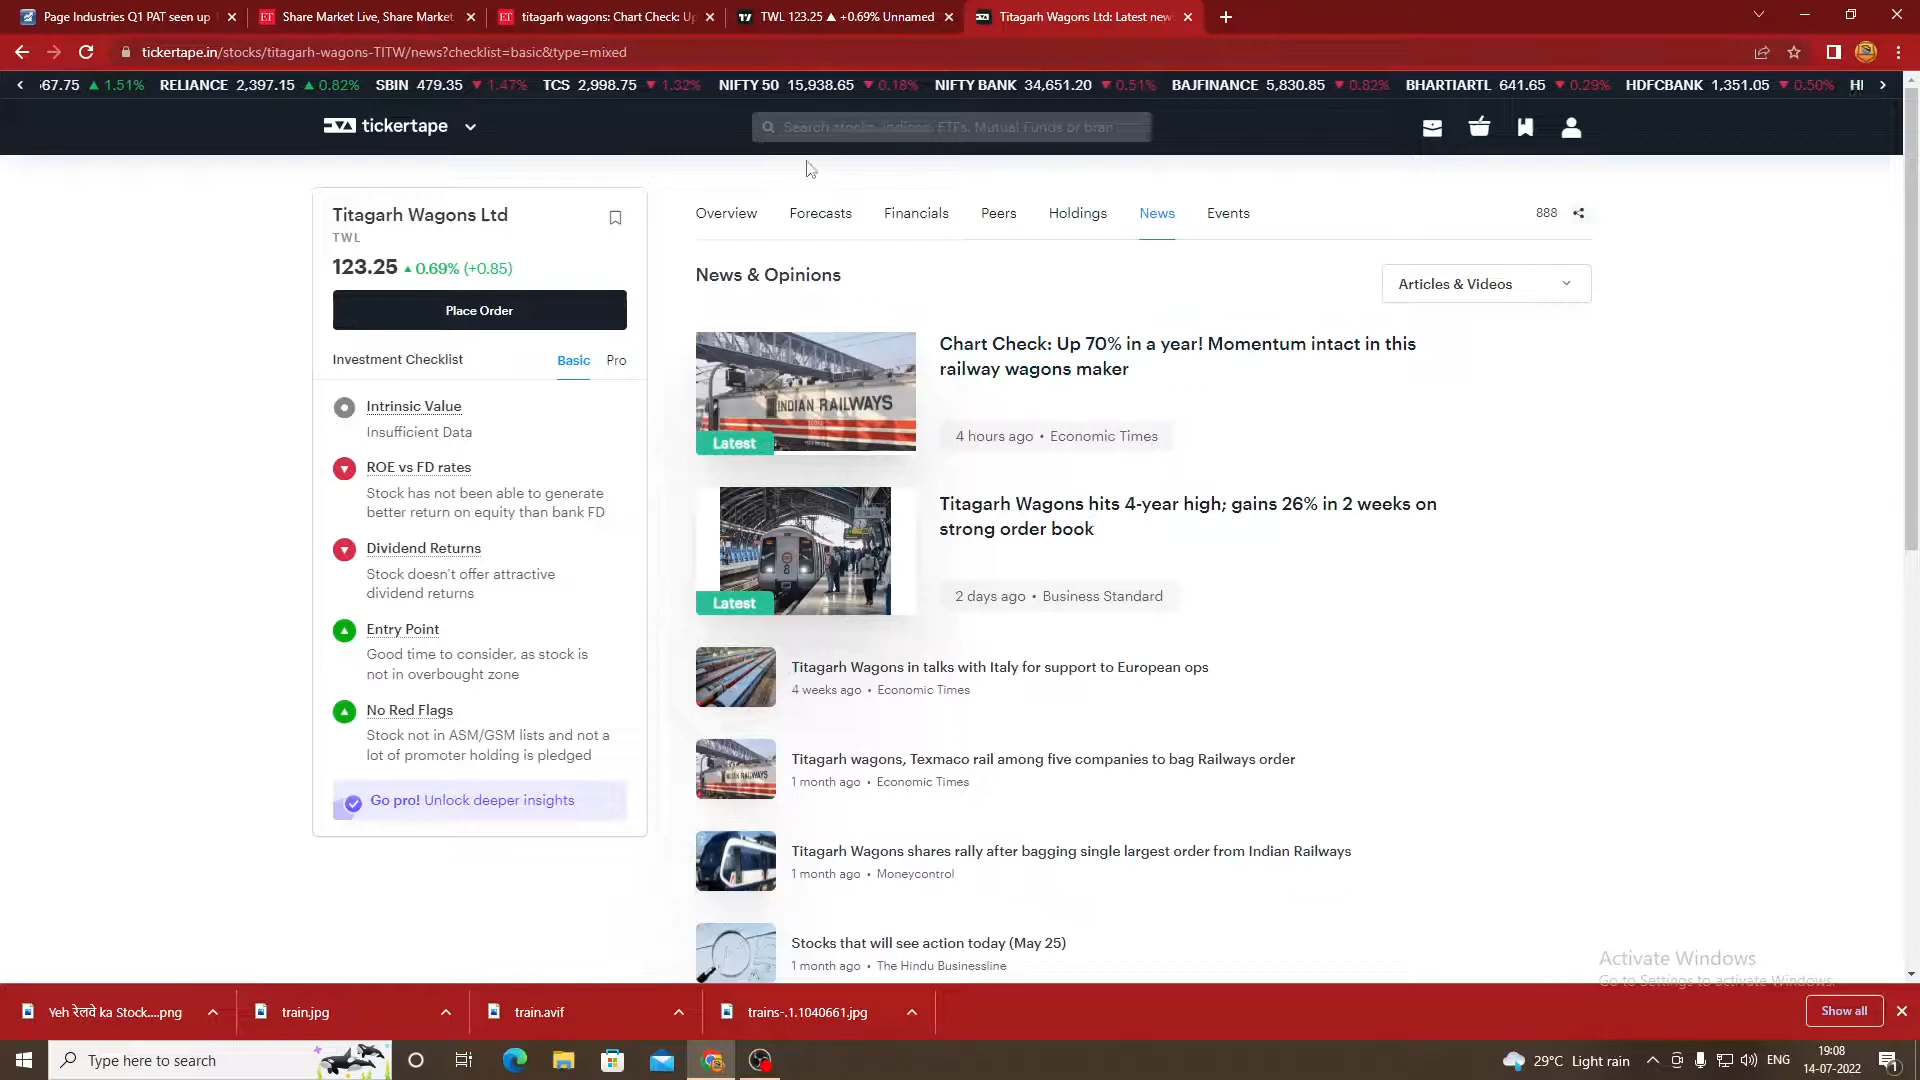 Page Industries Q1 PAT seen up
Share Market Live, Share Market
titagarh wagons: Chart Check: U
TWL 123.25 ▲ +0.69% Unnamed
Titagarh Wagons Ltd: Latest new
tickertape.in/stocks/titagarh-wagons-TITW/news?checklist=basic&type=mixed
67.75 ▲ 1.51% RELIANCE 2,397.15 ▲ 0.82% SBIN 479.35 ▼ 1.47% TCS 2,998.75 ▼ 1.32% NIFTY 50 15,938.65 ▼ 0.18% NIFTY BANK 34,651.20 ▼ 0.51% BAJFINANCE 5,830.85 ▼ 0.82% BHARTIARTL 641.65 ▼ 0.29% HDFCBANK 1,351.05 ▼ 0.50%
tickertape
Search stocks, indices, ETFs, Mutual Funds or bran
Titagarh Wagons Ltd
TWL
123.25 ▲ 0.69% (+0.85)
Place Order
Investment Checklist Basic Pro
Intrinsic Value
Insufficient Data
ROE vs FD rates
Stock has not been able to generate
better return on equity than bank FD
Dividend Returns
Stock doesn't offer attractive
dividend returns
Entry Point
Good time to consider, as stock is
not in overbought zone
No Red Flags
Stock not in ASM/GSM lists and not a
lot of promoter holding is pledged
Go pro! Unlock deeper insights
Overview Forecasts Financials Peers Holdings News Events 888
News & Opinions
Articles & Videos
INDIAN RAILWAYS
Latest
Chart Check: Up 70% in a year! Momentum intact in this
railway wagons maker
4 hours ago • Economic Times
8
Latest
Titagarh Wagons hits 4-year high; gains 26% in 2 weeks on
strong order book
2 days ago • Business Standard
Titagarh Wagons in talks with Italy for support to European ops
4 weeks ago • Economic Times
Titagarh wagons, Texmaco rail among five companies to bag Railways order
1 month ago • Economic Times
Titagarh Wagons shares rally after bagging single largest order from Indian Railways
1 month ago • Moneycontrol
Stocks that will see action today (May 25)
1 month ago • The Hindu Businessline
Activate Windows
Go to Settings to activate Windows.
Yeh रेलवे ka Stock....png
train.jpg
train.avif
trains-.1.1040661.jpg
Show all
Type here to search
29°C Light rain
ENG
19:08
14-07-2022
1